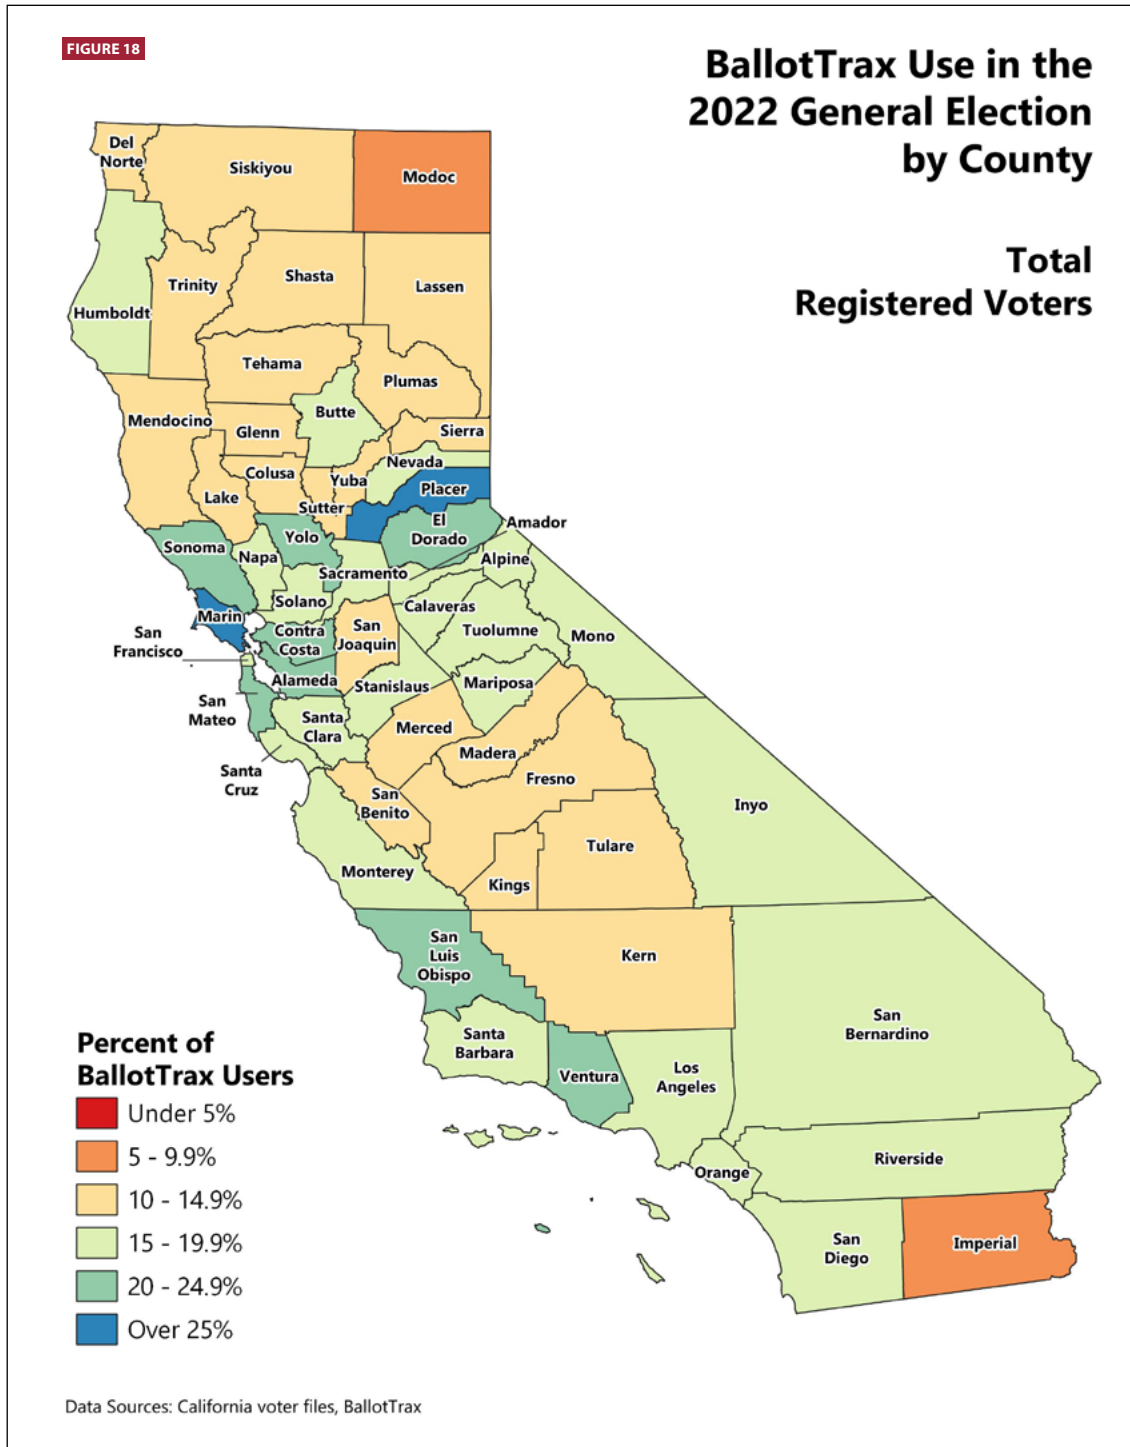 FIGURE 18
BallotTrax Use in the
2022 General Election
by County
Total
Registered Voters
Del
Norte
Siskiyou
Modoc
Humboldt
Trinity
Shasta
Lassen
Tehama
Plumas
Mendocino
Glenn
Butte
Sierra
Colusa
Lake
Sutter
Yuba
Nevada
Placer
El
Dorado
Amador
Sonoma
Napa
Yolo
Sacramento
Alpine
Marin
Solano
Calaveras
San
Francisco
Contra
Costa
San
Joaquin
Tuolumne
Mono
Alameda
Stanislaus
Mariposa
San
Mateo
Santa
Clara
Merced
Madera
Santa
Cruz
San
Benito
Fresno
Inyo
Monterey
Kings
Tulare
San
Luis
Obispo
Kern
San
Bernardino
Santa
Barbara
Ventura
Los
Angeles
Orange
Riverside
San
Diego
Imperial
Percent of
BallotTrax Users
Under 5%
5 - 9.9%
10 - 14.9%
15 - 19.9%
20 - 24.9%
Over 25%
Data Sources: California voter files, BallotTrax